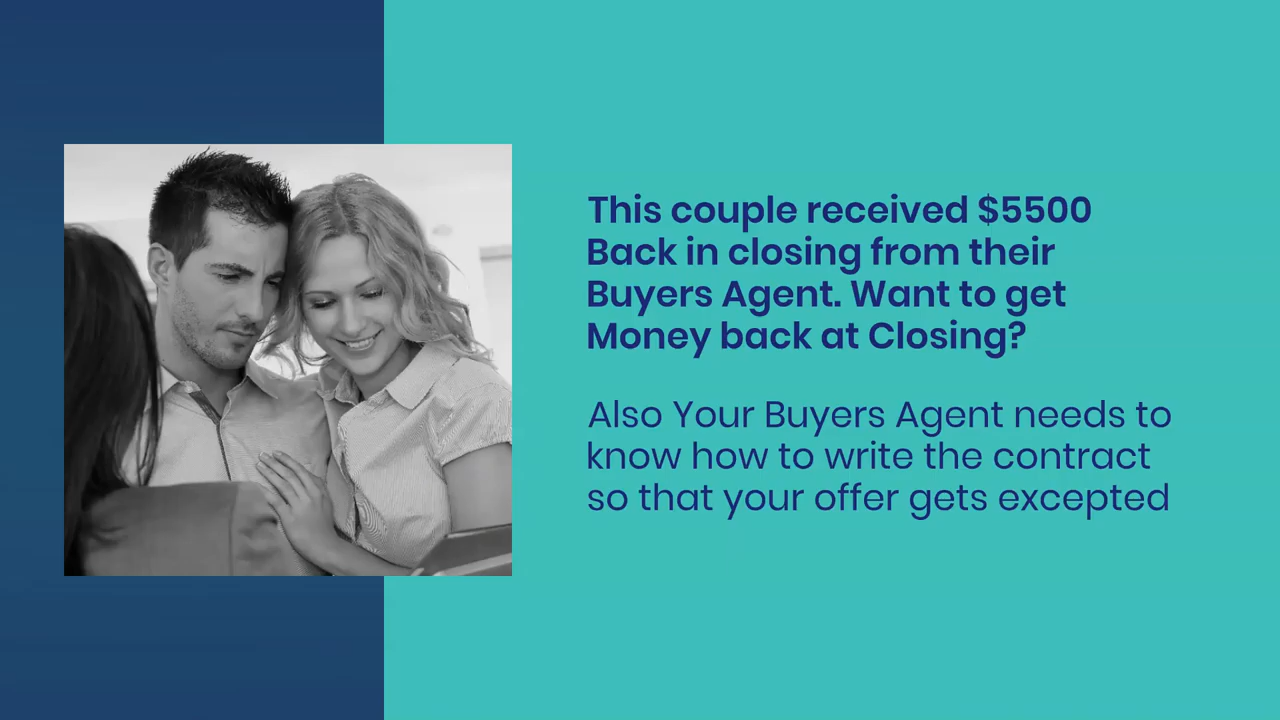 This couple received $5500
Back in closing from their
Buyers Agent. Want to get
Money back at Closing?
Also Your Buyers Agent needs to
know how to write the contract
so that your offer gets excepted